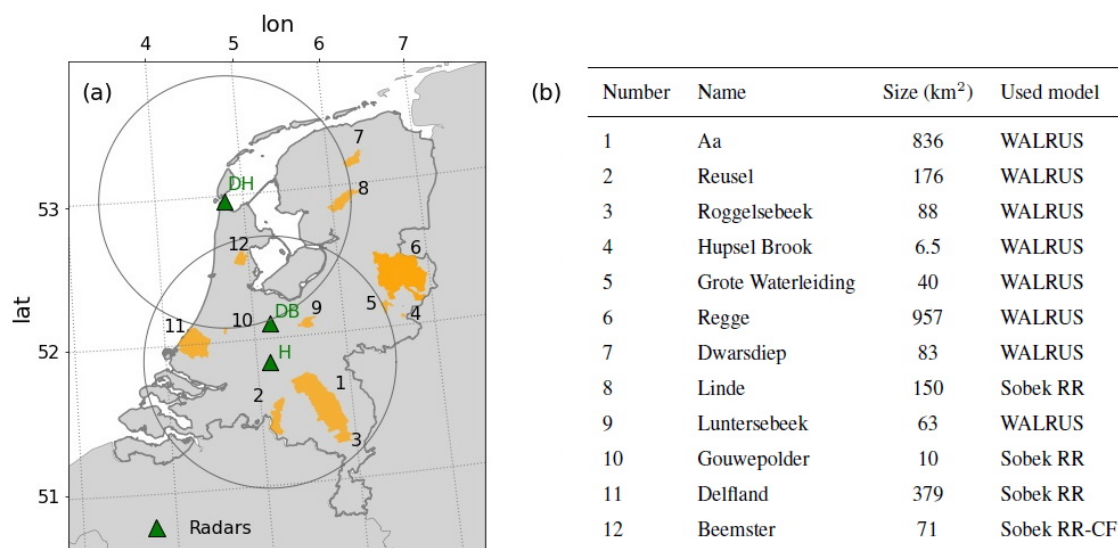 lon
4 5 6 7
(a)
7
DH
8
53
12
6
lat
5
DB
9
10
4
11
52
H
1
2
3
51
Radars
(b)
Number Name Size (km²) Used model
1 Aa 836 WALRUS
2 Reusel 176 WALRUS
3 Roggelsebeek 88 WALRUS
4 Hupsel Brook 6.5 WALRUS
5 Grote Waterleiding 40 WALRUS
6 Regge 957 WALRUS
7 Dwarsdiep 83 WALRUS
8 Linde 150 Sobek RR
9 Luntersebeek 63 WALRUS
10 Gouwepolder 10 Sobek RR
11 Delfland 379 Sobek RR
12 Beemster 71 Sobek RR-CF